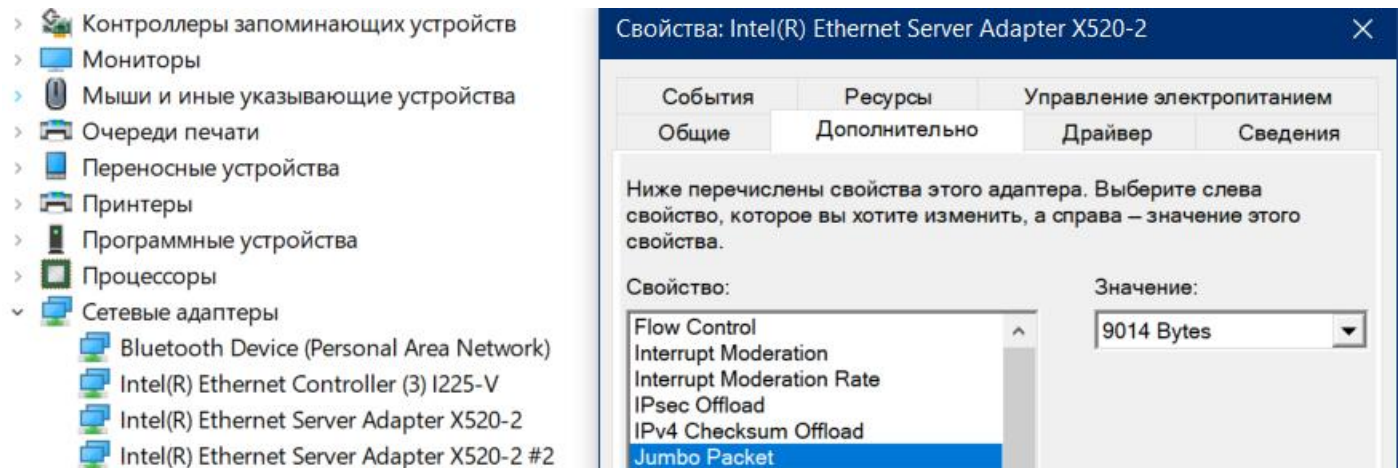 Контроллеры запоминающих устройств
Мониторы
Мыши и иные указывающие устройства
Очереди печати
Переносные устройства
Принтеры
Программные устройства
Процессоры
Сетевые адаптеры
Bluetooth Device (Personal Area Network)
Intel(R) Ethernet Controller (3) I225-V
Intel(R) Ethernet Server Adapter X520-2
Intel(R) Ethernet Server Adapter X520-2 #2
Свойства: Intel(R) Ethernet Server Adapter X520-2
События Ресурсы Управление электропитанием
Общие Дополнительно Драйвер Сведения
Ниже перечислены свойства этого адаптера. Выберите слева
свойство, которое вы хотите изменить, а справа – значение этого
свойства.
Свойство: Значение:
Flow Control
9014 Bytes
Interrupt Moderation
Interrupt Moderation Rate
IPsec Offload
IPv4 Checksum Offload
Jumbo Packet